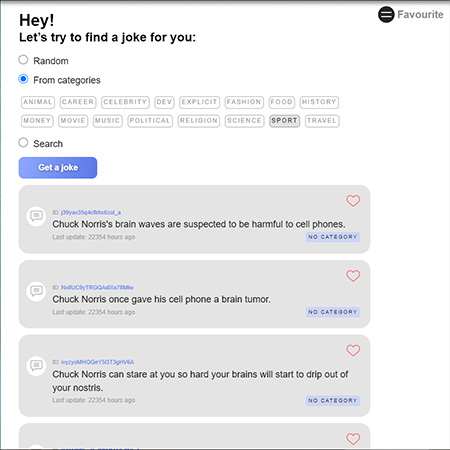 Hey!
Favourite
Let's try to find a joke for you:
Random
From categories
ANIMAL CAREER CELEBRITY DEV EXPLICIT FASHION FOOD HISTORY
MONEY MOVIE MUSIC POLITICAL RELIGION SCIENCE SPORT TRAVEL
Search
Get a joke
ID:
Chuck Norris's brain waves are suspected to be harmful to cell phones.
Last update: 22354 hours ago
NO CATEGORY
ID:
Chuck Norris once gave his cell phone a brain tumor.
Last update: 22354 hours ago
NO CATEGORY
ID:
Chuck Norris can stare at you so hard your brains will start to drip out of
your nostris.
Last update: 22354 hours ago
NO CATEGORY